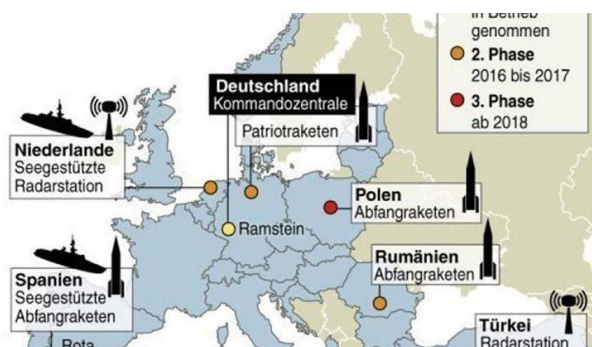 in Betrieb
genommen
2. Phase
2016 bis 2017
3. Phase
ab 2018
Deutschland
Kommandozentrale
Patriotraketen
Niederlande
Seegestützte
Radarstation
Polen
Abfangraketen
Ramstein
Rumänien
Abfangraketen
Spanien
Seegestützte
Abfangraketen
Rota
Türkei
Radarstation